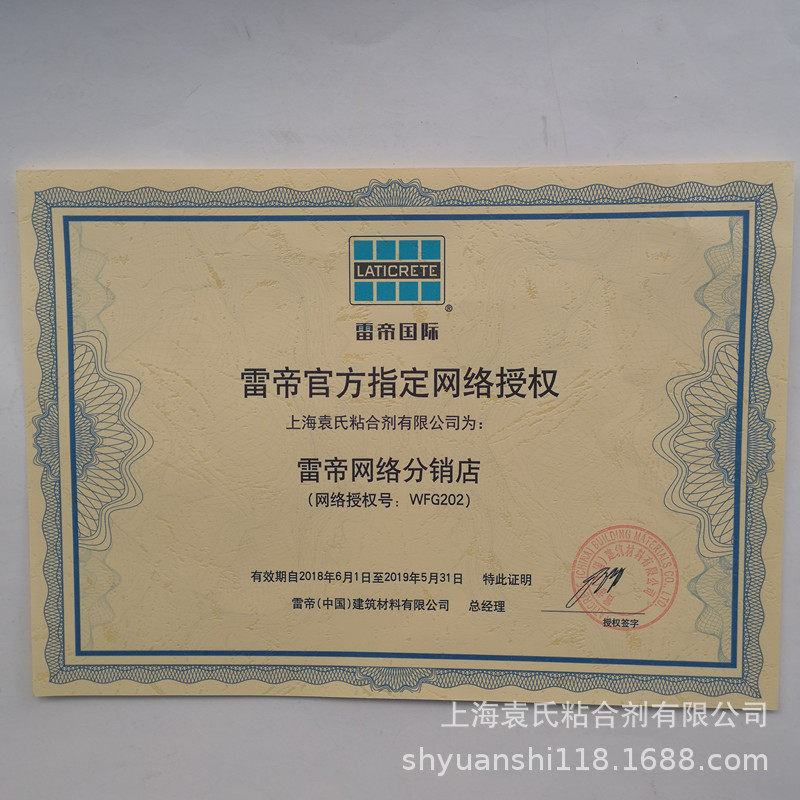 LATICRETE
®
雷帝国际
雷帝官方指定网络授权
上海袁氏粘合剂有限公司为：
雷帝网络分销店
（网络授权号：WFG202）
有效期自2018年6月1日至2019年5月31日 特此证明
雷帝（中国）建筑材料有限公司 总经理
授权签字
上海袁氏粘合剂有限公司
shyuanshi118.1688.com